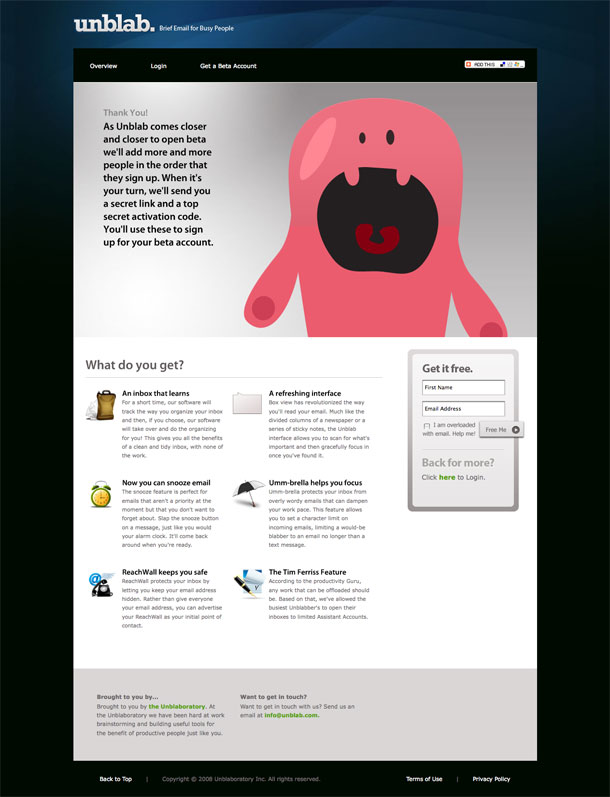 unblab. Brief Email for Busy People
Overview Login Get a Beta Account ADD THIS
Thank You!
As Unblab comes closer
and closer to open beta
we'll add more and more
people in the order that
they sign up. When it's
your turn, we'll send you
a secret link and a top
secret activation code.
You'll use these to sign
up for your beta account.
What do you get?
An inbox that learns
For a short time, our software will
track the way you organize your inbox
and then, if you choose, our software
will take over and do the organizing
for you! This gives you all the benefits
of a clean and tidy inbox, with none of
the work.
A refreshing interface
Box view has revolutionized the way
you'll read your email. Much like the
divided columns of a newspaper or a
series of sticky notes, the Unblab
interface allows you to scan for what's
important and then gracefully focus in
once you've found it.
Now you can snooze email
The snooze feature is perfect for
emails that aren't a priority at the
moment but that you don't want to
forget about. Slap the snooze button
on a message, just like you would
your alarm clock. It'll come back
around when you're ready.
Umm-brella helps you focus
Umm-brella protects your inbox from
overly wordy emails that can dampen
your work pace. This feature allows
you to set a character limit on
incoming emails, limiting a would-be
blabber to an email no longer than a
text message.
ReachWall keeps you safe
ReachWall protects your inbox by
letting you keep your email address
hidden. Rather than give everyone
your email address, you can advertise
your ReachWall as your initial point of
contact.
The Tim Ferriss Feature
According to the productivity Guru,
any work that can be offloaded should
be. Based on that, we've allowed the
busiest Unblabber's to open their
inboxes to limited Assistant Accounts.
Get it free.
First Name
Email Address
I am overloaded
with email. Help me!
Free Me
Back for more?
Click here to Login.
Brought to you by...
Brought to you by the Unblaboratory. At
the Unblaboratory we have been hard at work
brainstorming and building useful tools for
the benefit of productive people just like you.
Want to get in touch?
Want to get in touch with us? Send us an
email at info@unblab.com.
Back to Top | Copyright © 2008 Unblaboratory Inc. All rights reserved. Terms of Use | Privacy Policy